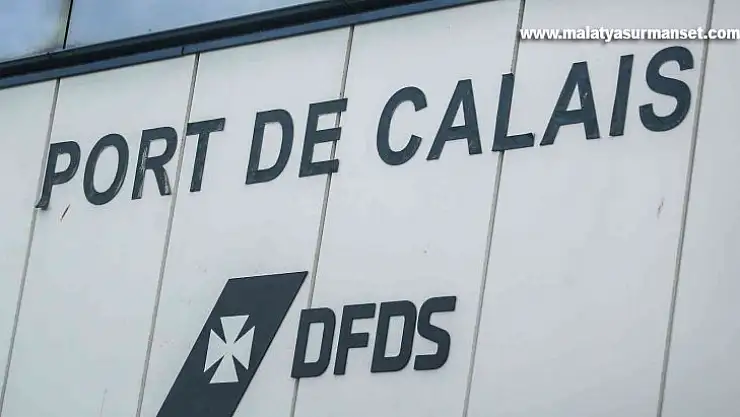 www.malatyasurmanset.com
PORT DE CALAIS
DFDS